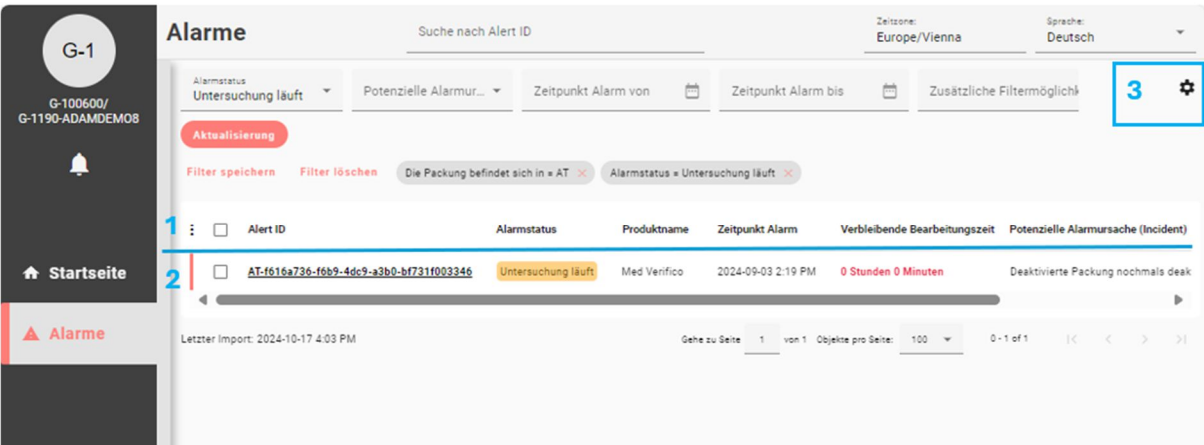 G-1
G-100600/
G-1190-ADAMDEMO8
Startseite
Alarme
Alarme
Suche nach Alert ID
Zeitzone:
Europe/Vienna
Sprache:
Deutsch
Alarmstatus
Untersuchung läuft
Potenzielle Alarmur...
Zeitpunkt Alarm von
Zeitpunkt Alarm bis
Zusätzliche Filtermöglichk
3
Aktualisierung
Filter speichern Filter löschen Die Packung befindet sich in = AT Alarmstatus = Untersuchung läuft
1 Alert ID Alarmstatus Produktname Zeitpunkt Alarm Verbleibende Bearbeitungszeit Potenzielle Alarmursache (Incident)
2 AT-f616a736-f6b9-4dc9-a3b0-bf731f003346 Untersuchung läuft Med Verifico 2024-09-03 2:19 PM 0 Stunden 0 Minuten Deaktivierte Packung nochmals deak
Letzter Import: 2024-10-17 4:03 PM Gehe zu Seite 1 von 1 Objekte pro Seite: 100 0 - 1 of 1